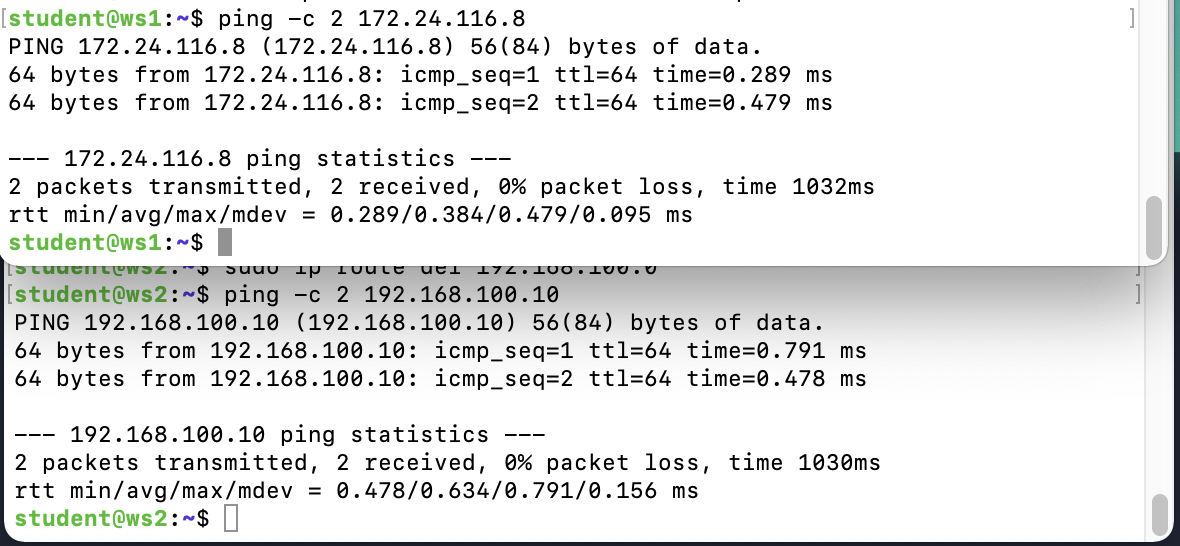 [student@ws1:~$ ping -c 2 172.24.116.8 ]
PING 172.24.116.8 (172.24.116.8) 56(84) bytes of data.
64 bytes from 172.24.116.8: icmp_seq=1 ttl=64 time=0.289 ms
64 bytes from 172.24.116.8: icmp_seq=2 ttl=64 time=0.479 ms
--- 172.24.116.8 ping statistics ---
2 packets transmitted, 2 received, 0% packet loss, time 1032ms
rtt min/avg/max/mdev = 0.289/0.384/0.479/0.095 ms
student@ws1:~$
[student@ws2:~$ sudo ip route del 192.168.100.0 ]
[student@ws2:~$ ping -c 2 192.168.100.10 ]
PING 192.168.100.10 (192.168.100.10) 56(84) bytes of data.
64 bytes from 192.168.100.10: icmp_seq=1 ttl=64 time=0.791 ms
64 bytes from 192.168.100.10: icmp_seq=2 ttl=64 time=0.478 ms
--- 192.168.100.10 ping statistics ---
2 packets transmitted, 2 received, 0% packet loss, time 1030ms
rtt min/avg/max/mdev = 0.478/0.634/0.791/0.156 ms
student@ws2:~$